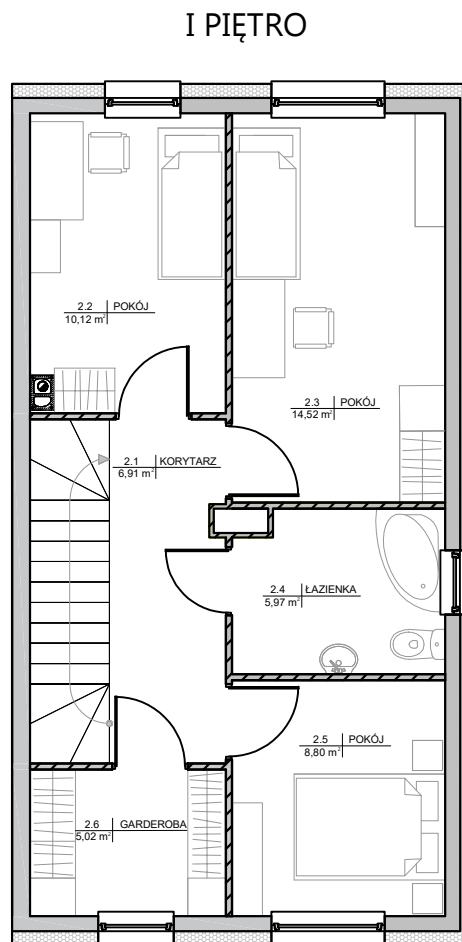 I PIĘTRO
2.2 POKÓJ
10,12 m²
2.3 POKÓJ
14,52 m²
2.1 KORYTARZ
6,91 m²
2.4 ŁAZIENKA
5,97 m²
2.5 POKÓJ
8,80 m²
2.6 GARDEROBA
5,02 m²